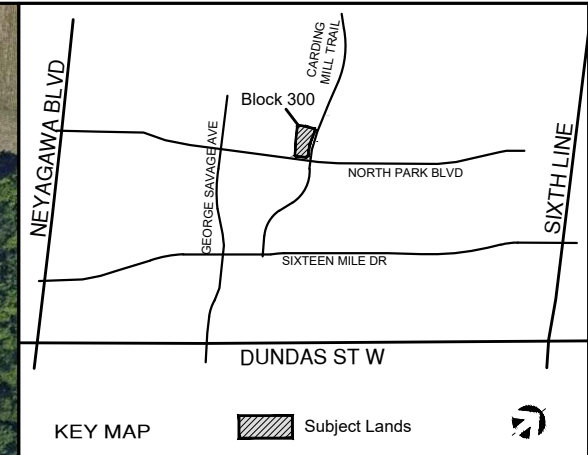 NEYAGAWA BLVD
GEORGE SAVAGE AVE
Block 300
CARDING
MILL TRAIL
NORTH PARK BLVD
SIXTEEN MILE DR
SIXTH LINE
DUNDAS ST W
KEY MAP
Subject Lands